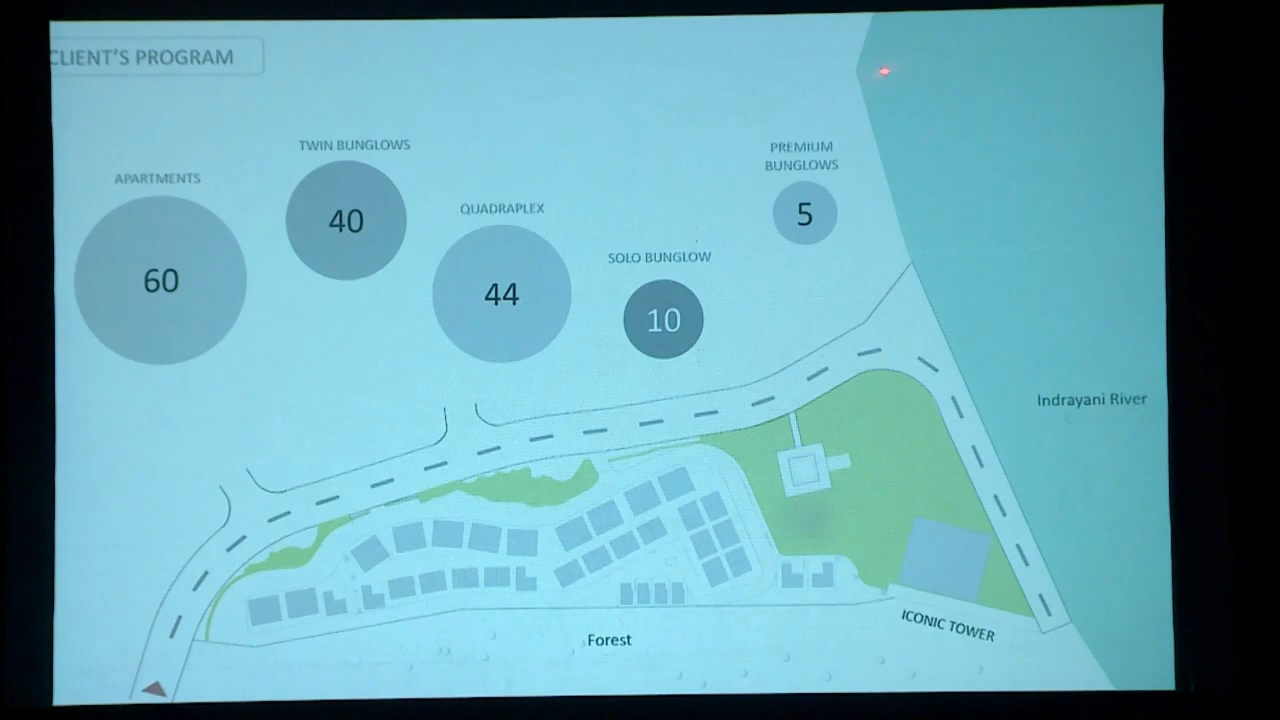 CLIENT'S PROGRAM
TWIN BUNGLOWS
40
PREMIUM
BUNGLOWS
5
APARTMENTS
60
QUADRAPLEX
44
SOLO BUNGLOW
10
Indrayani River
ICONIC TOWER
Forest